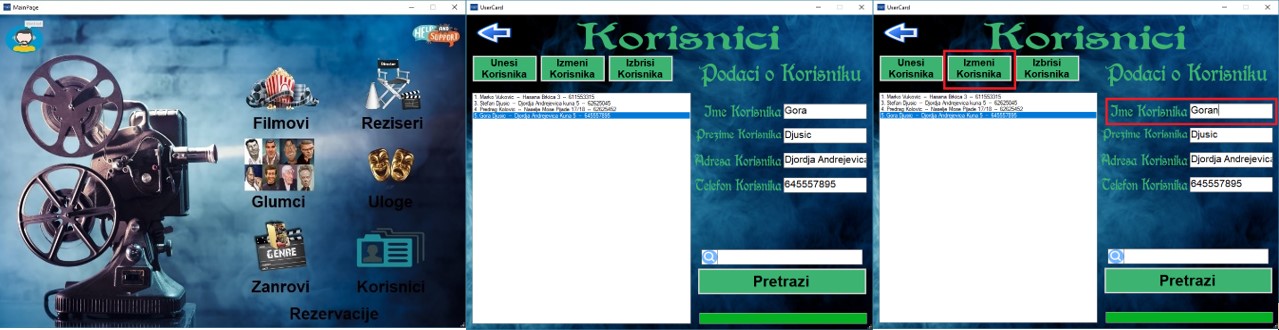 MainPage
HELP AND SUPPORT
Director
Filmovi
Reziseri
Glumci
Uloge
GENRE
Zanrovi
Korisnici
Rezervacije
UserCard
Korisnici
Unesi Korisnika
Izmeni Korisnika
Izbrisi Korisnika
Podaci o Korisniku
1. Marko Vukovic - Hasana Brkica 3 - 611553315
3. Stefan Djusic - Djordja Andrejevica kuna 5 - 62625045
4. Predrag Kolovic - Naselje Mose Pijade 17/18 - 62625452
5. Gora Djusic - Djordja Andrejevica Kuna 5 - 645557895
Ime Korisnika Gora
Prezime Korisnika Djusic
Adresa Korisnika Djordja Andrejevica
Telefon Korisnika 645557895
Pretrazi
UserCard
Korisnici
Unesi Korisnika
Izmeni Korisnika
Izbrisi Korisnika
Podaci o Korisniku
1. Marko Vukovic - Hasana Brkica 3 - 611553315
3. Stefan Djusic - Djordja Andrejevica kuna 5 - 62625045
4. Predrag Kolovic - Naselje Mose Pijade 17/18 - 62625452
5. Gora Djusic - Djordja Andrejevica Kuna 5 - 645557895
Ime Korisnika Goran
Prezime Korisnika Djusic
Adresa Korisnika Djordja Andrejevica
Telefon Korisnika 645557895
Pretrazi